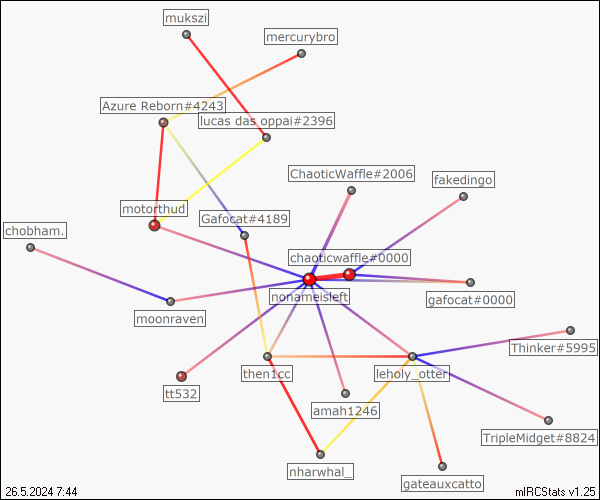 mukszi
mercurybro
Azure Reborn#4243
lucas das oppai#2396
ChaoticWaffle#2006
fakedingo
motorthud
Gafocat#4189
chobham.
chaoticwaffle#0000
nonameisleft
gafocat#0000
moonraven
Thinker#5995
then1cc
leholy_otter
tt532
amah1246
TripleMidget#8824
nharwhal_
gateauxcatto
26.5.2024 7:44
mIRCStats v1.25